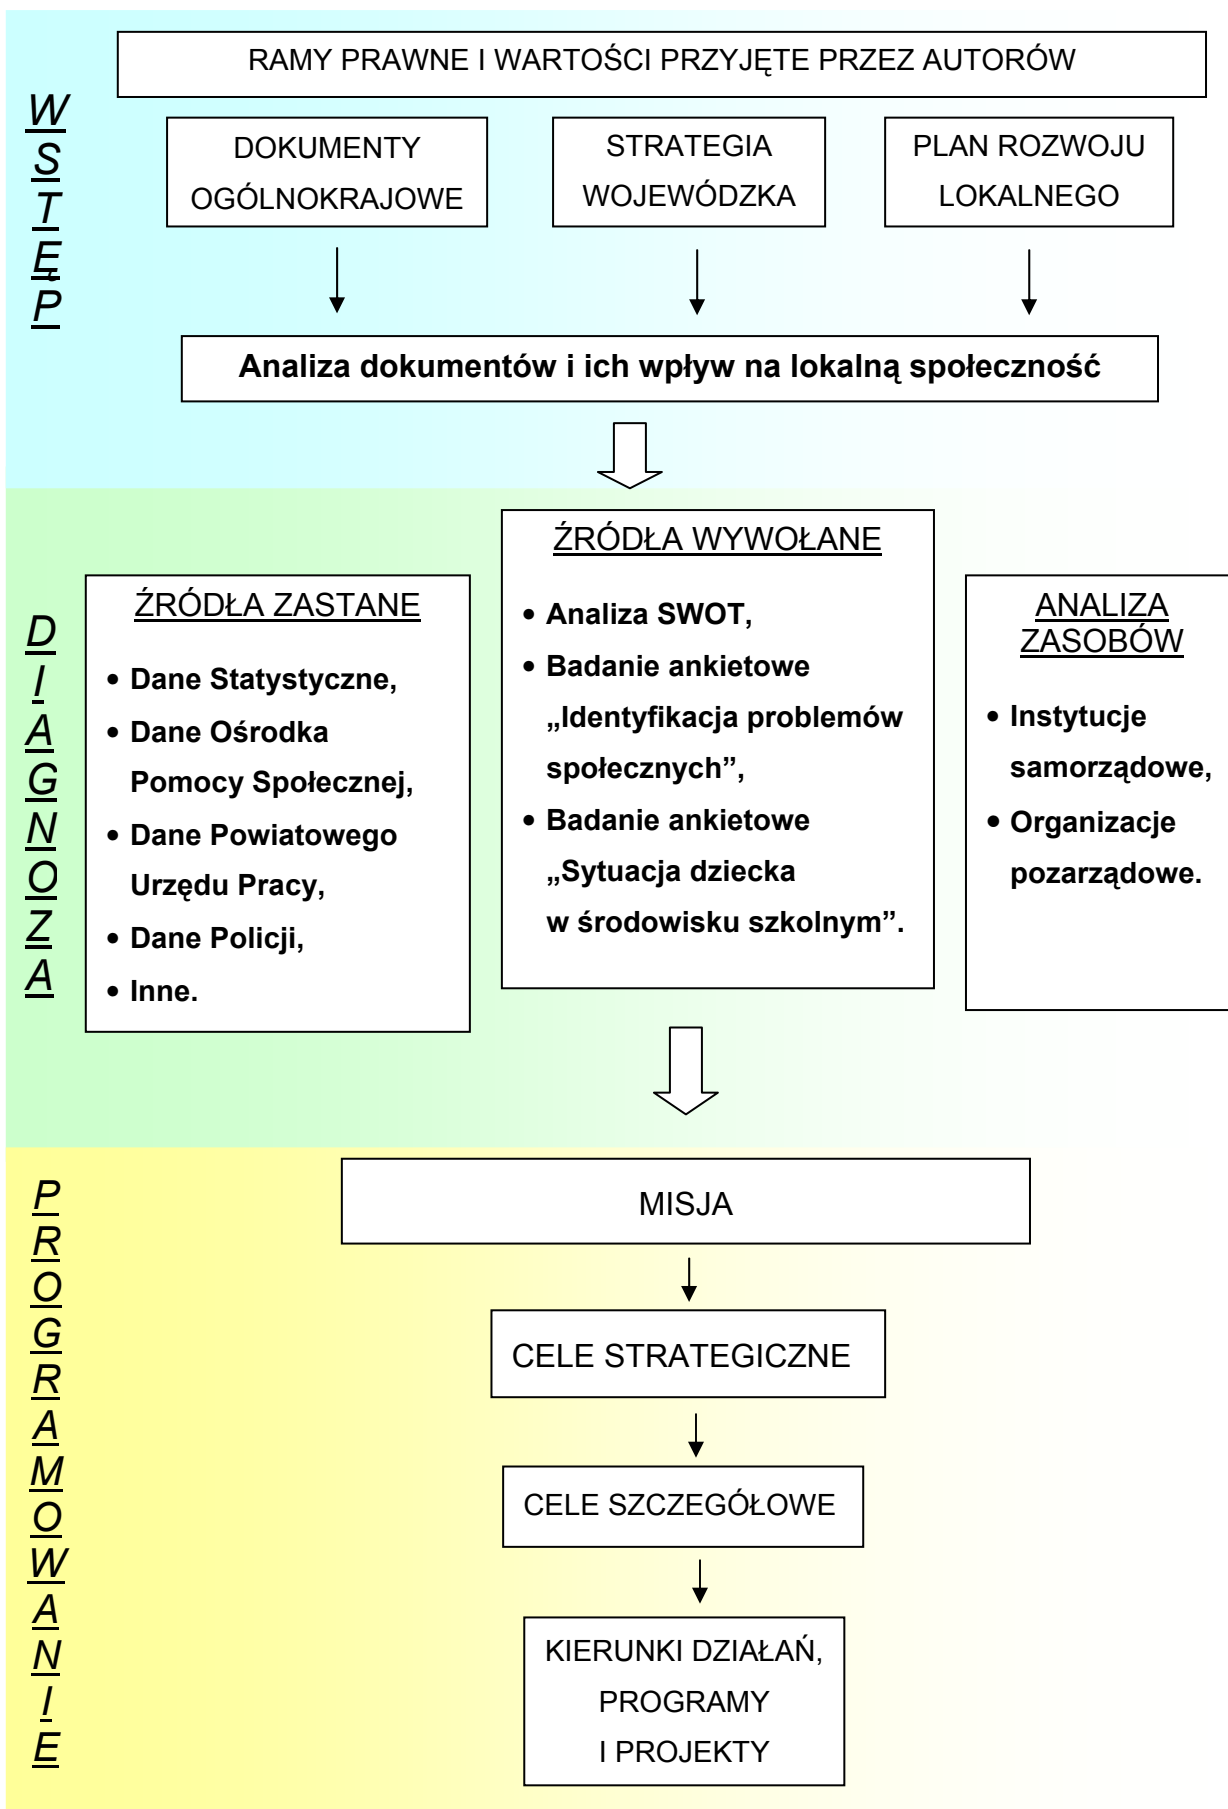 WSTĘP
RAMY PRAWNE I WARTOŚCI PRZYJĘTE PRZEZ AUTORÓW
DOKUMENTY
OGÓLNOKRAJOWE
STRATEGIA
WOJEWÓDZKA
PLAN ROZWOJU
LOKALNEGO
Analiza dokumentów i ich wpływ na lokalną społeczność
DIAGNOZA
ŹRÓDŁA ZASTANE
• Dane Statystyczne,
• Dane Ośrodka
Pomocy Społecznej,
• Dane Powiatowego
Urzędu Pracy,
• Dane Policji,
• Inne.
ŹRÓDŁA WYWOŁANE
• Analiza SWOT,
• Badanie ankietowe
„Identyfikacja problemów
społecznych”,
• Badanie ankietowe
„Sytuacja dziecka
w środowisku szkolnym”.
ANALIZA
ZASOBÓW
• Instytucje
samorządowe,
• Organizacje
pozarządowe.
PROGRAMOWANIE
MISJA
CELE STRATEGICZNE
CELE SZCZEGÓŁOWE
KIERUNKI DZIAŁAŃ,
PROGRAMY
I PROJEKTY